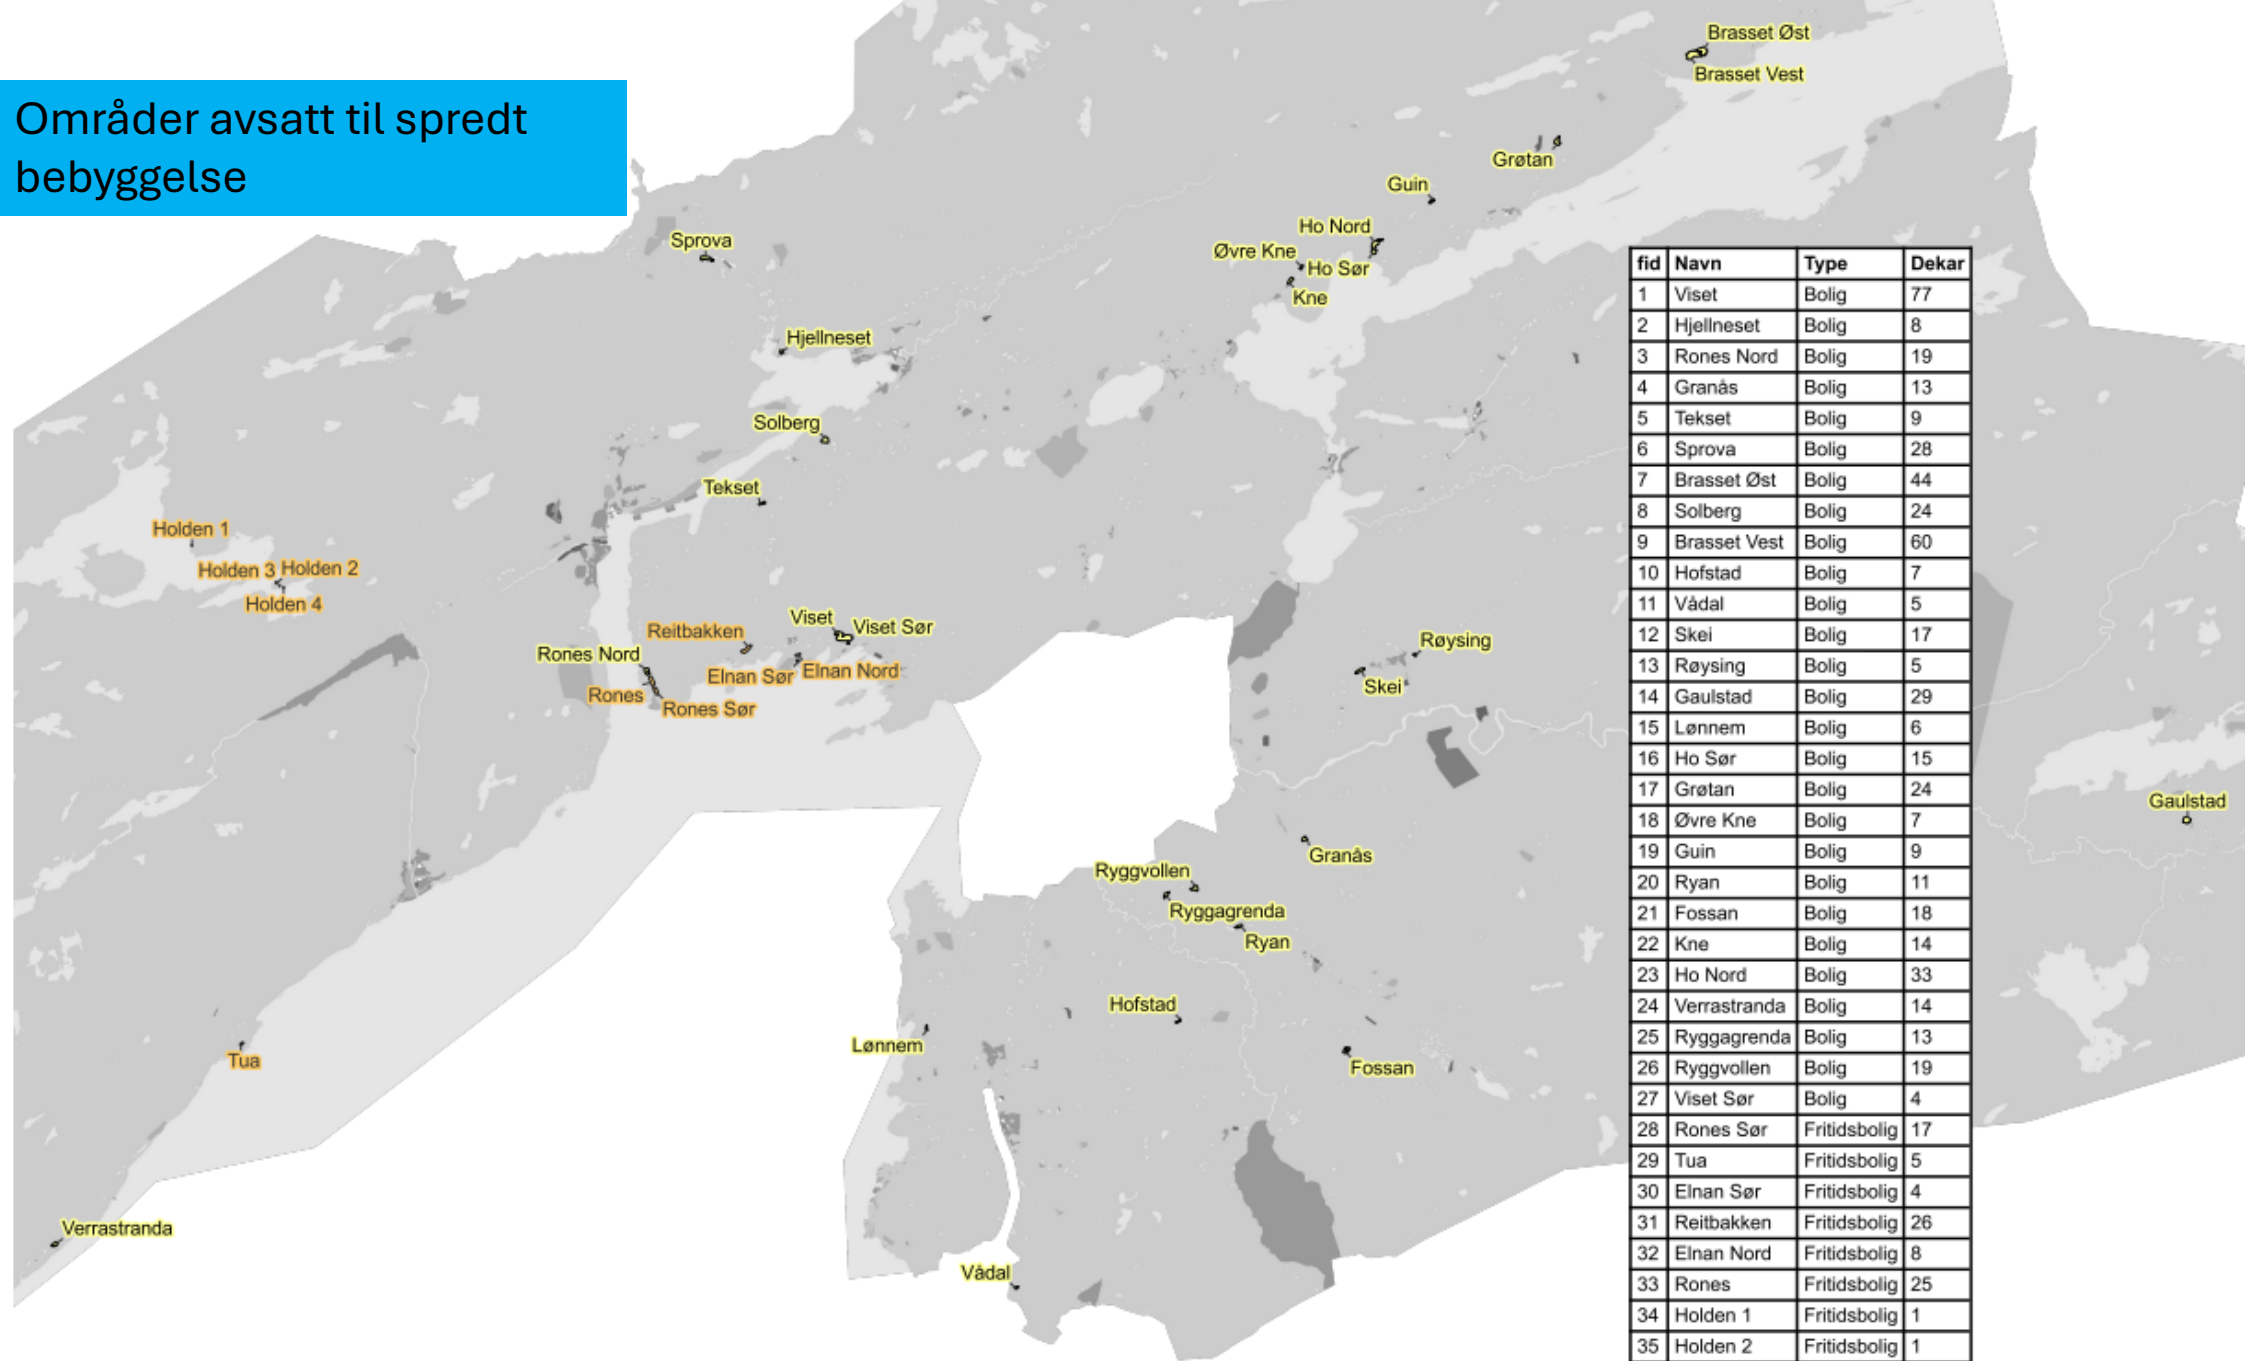 Områder avsatt til spredt
bebyggelse
Brasset Øst
Brasset Vest
Grøtan
Guin
Ho Nord
Øvre Kne
Ho Sør
Kne
Sprova
Hjellneset
Solberg
Tekset
Holden 1
Holden 3 Holden 2
Holden 4
Viset
Viset Sør
Reitbakken
Rones Nord
Elnan Sør
Elnan Nord
Rones
Rones Sør
Røysing
Skei
Gaulstad
Granås
Ryggvollen
Ryggagrenda
Ryan
Hofstad
Lønnem
Fossan
Tua
Verrastranda
Vådal
fid Navn Type Dekar
1 Viset Bolig 77
2 Hjellneset Bolig 8
3 Rones Nord Bolig 19
4 Granås Bolig 13
5 Tekset Bolig 9
6 Sprova Bolig 28
7 Brasset Øst Bolig 44
8 Solberg Bolig 24
9 Brasset Vest Bolig 60
10 Hofstad Bolig 7
11 Vådal Bolig 5
12 Skei Bolig 17
13 Røysing Bolig 5
14 Gaulstad Bolig 29
15 Lønnem Bolig 6
16 Ho Sør Bolig 15
17 Grøtan Bolig 24
18 Øvre Kne Bolig 7
19 Guin Bolig 9
20 Ryan Bolig 11
21 Fossan Bolig 18
22 Kne Bolig 14
23 Ho Nord Bolig 33
24 Verrastranda Bolig 14
25 Ryggagrenda Bolig 13
26 Ryggvollen Bolig 19
27 Viset Sør Bolig 4
28 Rones Sør Fritidsbolig 17
29 Tua Fritidsbolig 5
30 Elnan Sør Fritidsbolig 4
31 Reitbakken Fritidsbolig 26
32 Elnan Nord Fritidsbolig 8
33 Rones Fritidsbolig 25
34 Holden 1 Fritidsbolig 1
35 Holden 2 Fritidsbolig 1